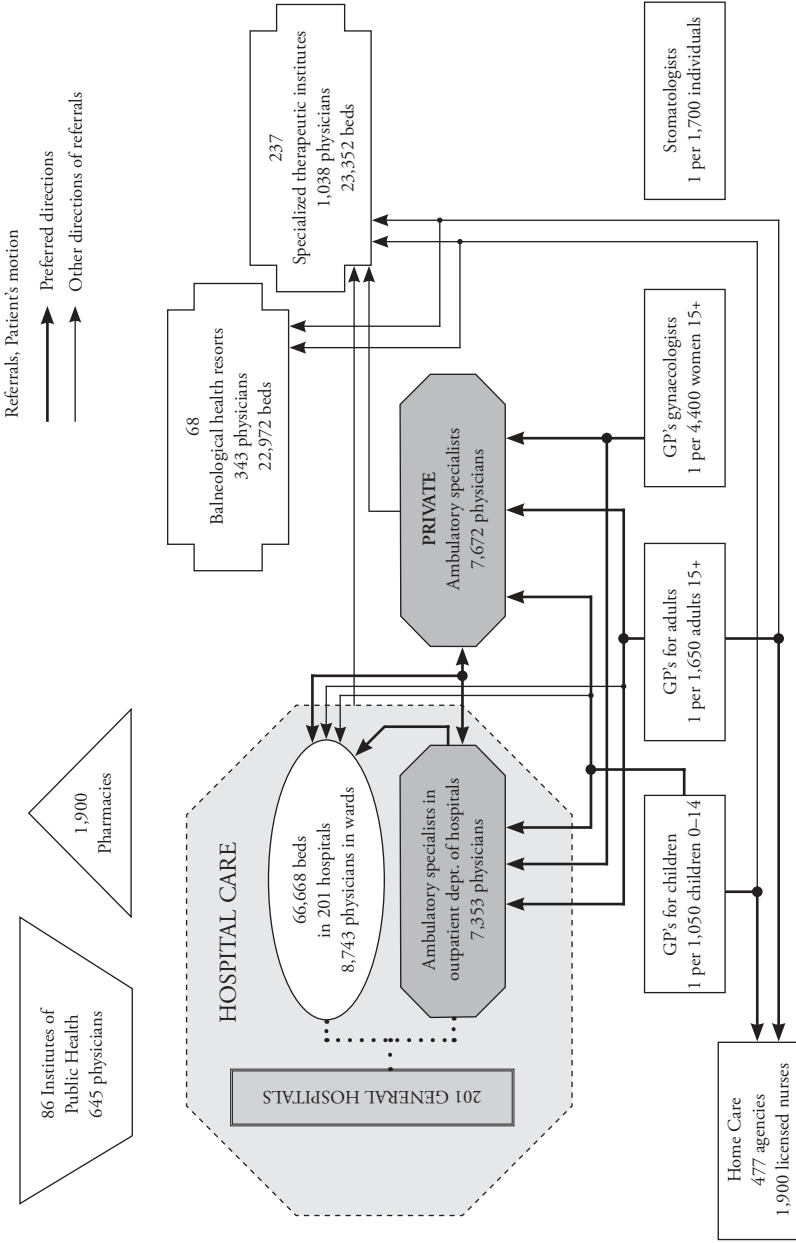 Referrals, Patient's motion
Preferred directions
Other directions of referrals
86 Institutes of
Public Health
645 physicians
1,900
Pharmacies
68
Balneological health resorts
343 physicians
22,972 beds
237
Specialized therapeutic institutes
1,038 physicians
23,352 beds
HOSPITAL CARE
201 GENERAL HOSPITALS
66,668 beds
in 201 hospitals
8,743 physicians in wards
Ambulatory specialists in
outpatient dept. of hospitals
7,353 physicians
PRIVATE
Ambulatory specialists
7,672 physicians
Home Care
477 agencies
1,900 licensed nurses
GP's for children
1 per 1,050 children 0–14
GP's for adults
1 per 1,650 adults 15+
GP's gynaecologists
1 per 4,400 women 15+
Stomatologists
1 per 1,700 individuals